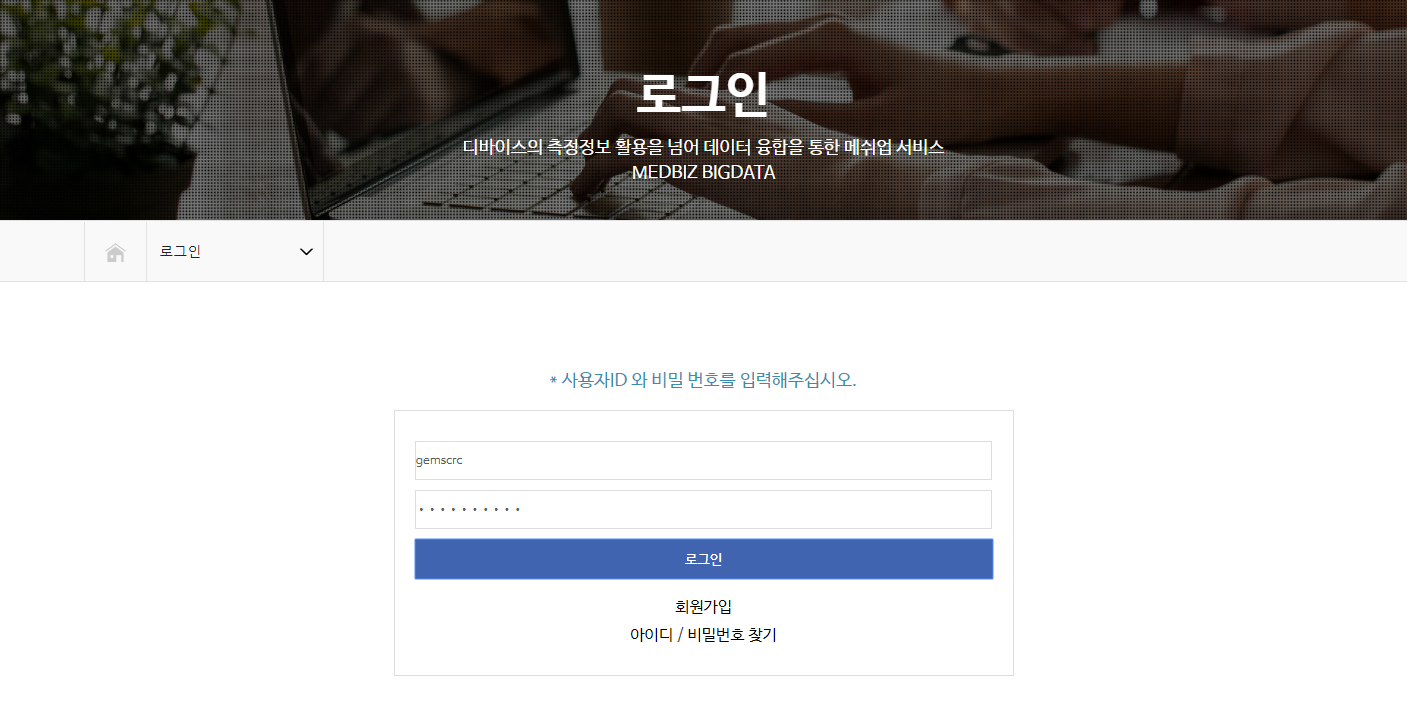 로그인
디바이스의 측정정보 활용을 넘어 데이터 융합을 통한 메쉬업 서비스
MEDBIZ BIGDATA
로그인
* 사용자ID 와 비밀 번호를 입력해주십시오.
gemscrc
··········
로그인
회원가입
아이디 / 비밀번호 찾기